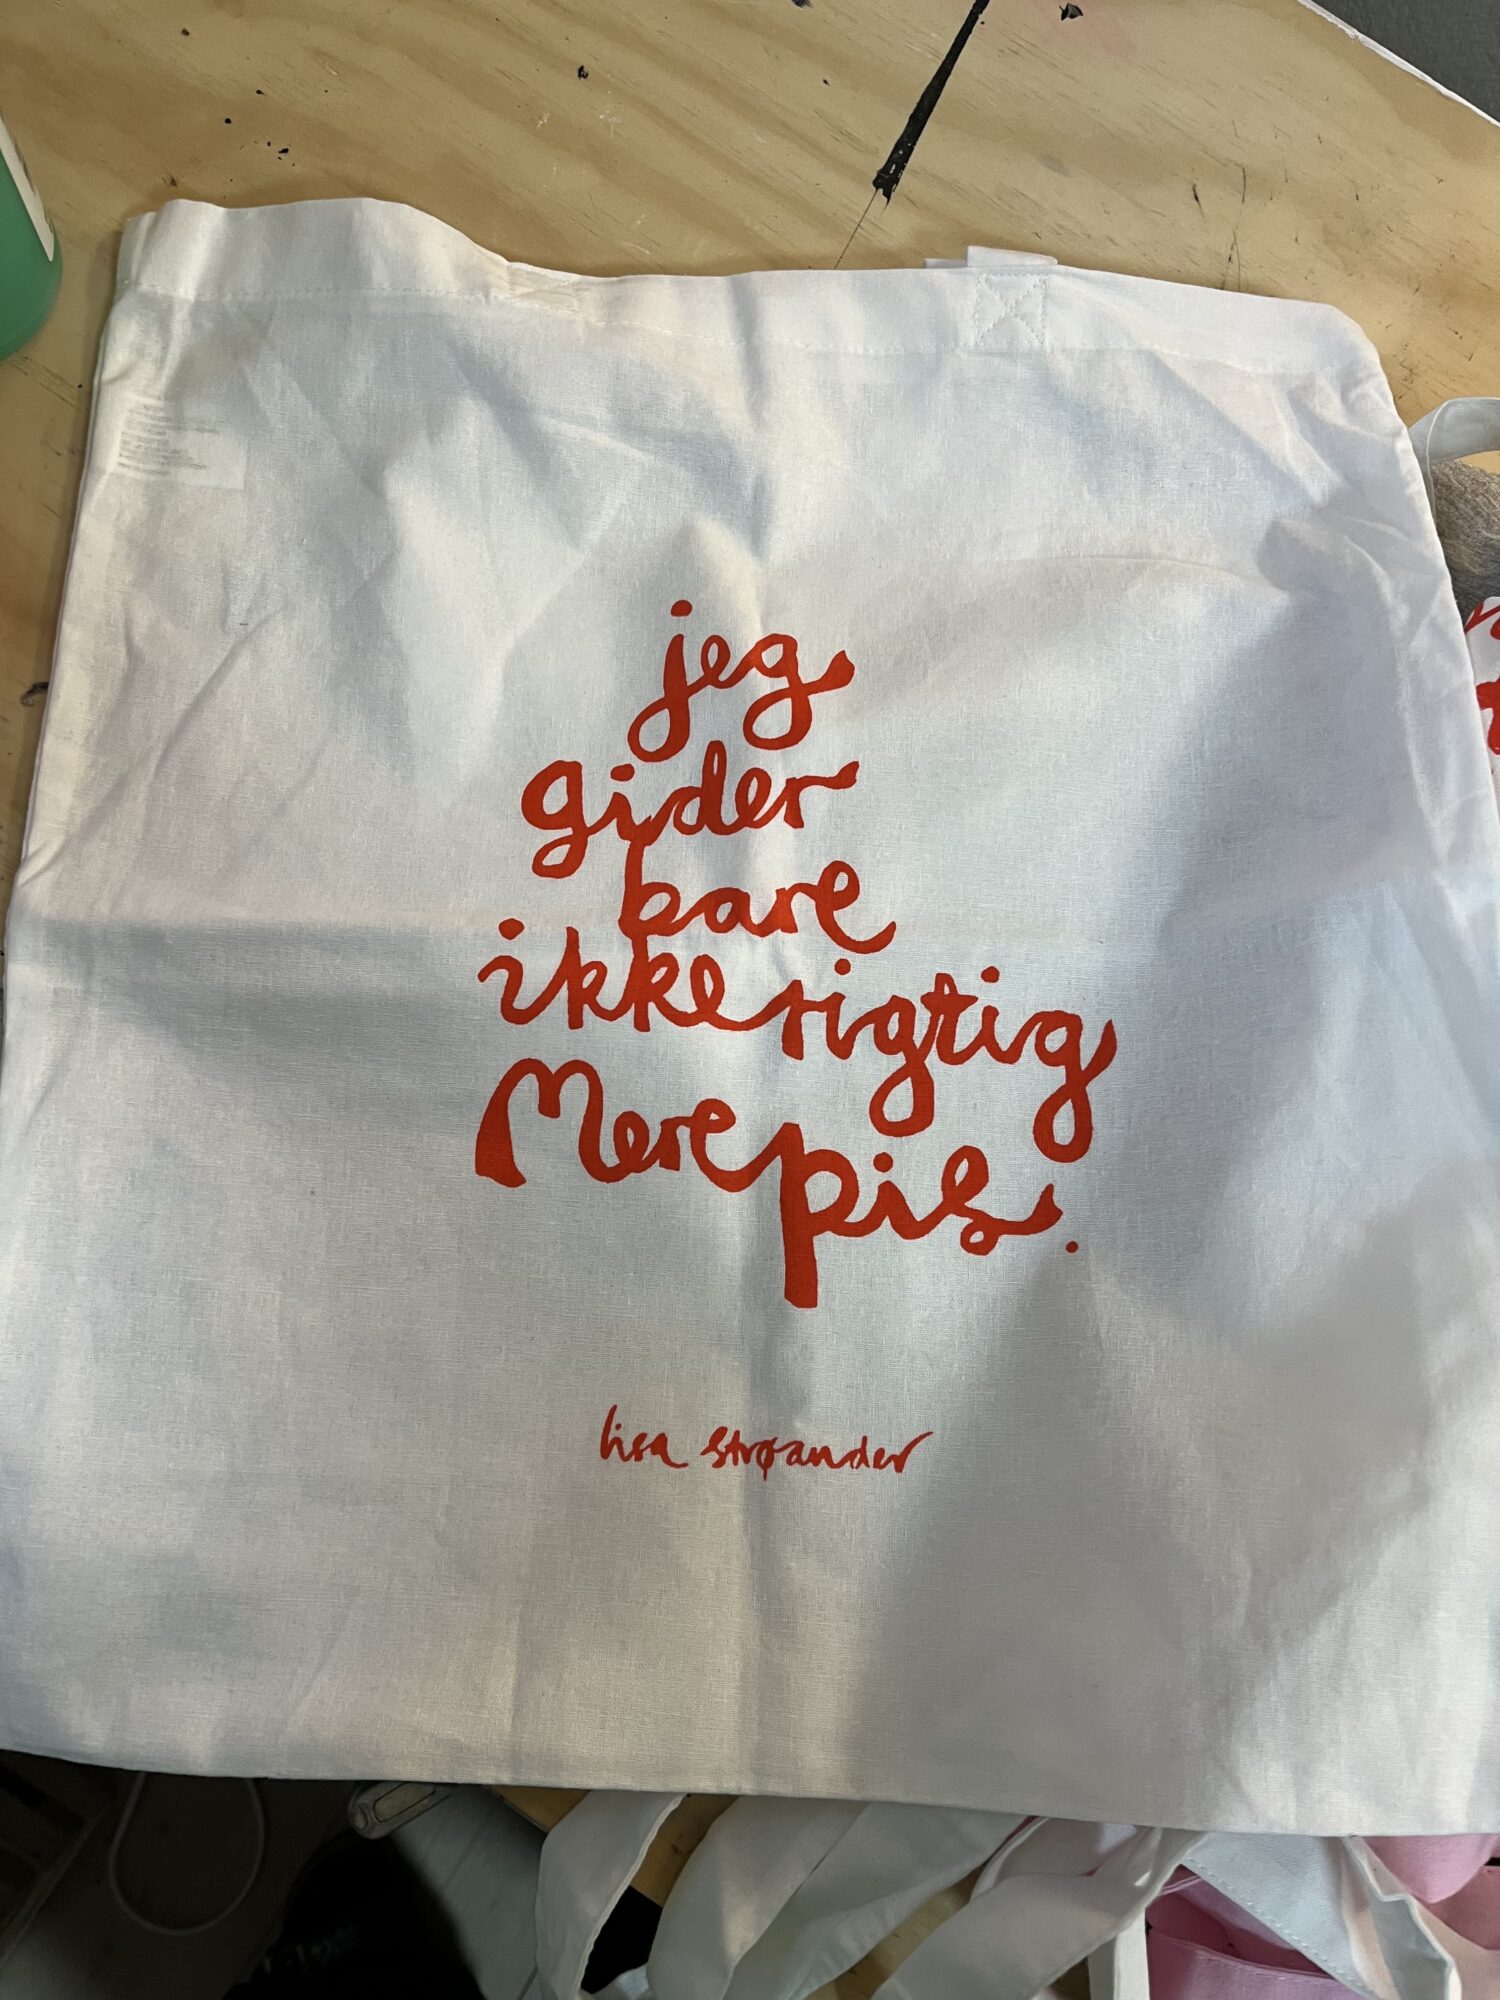 jeg
gider
bare
ikke rigtig
Mere pis.
lisa strøander